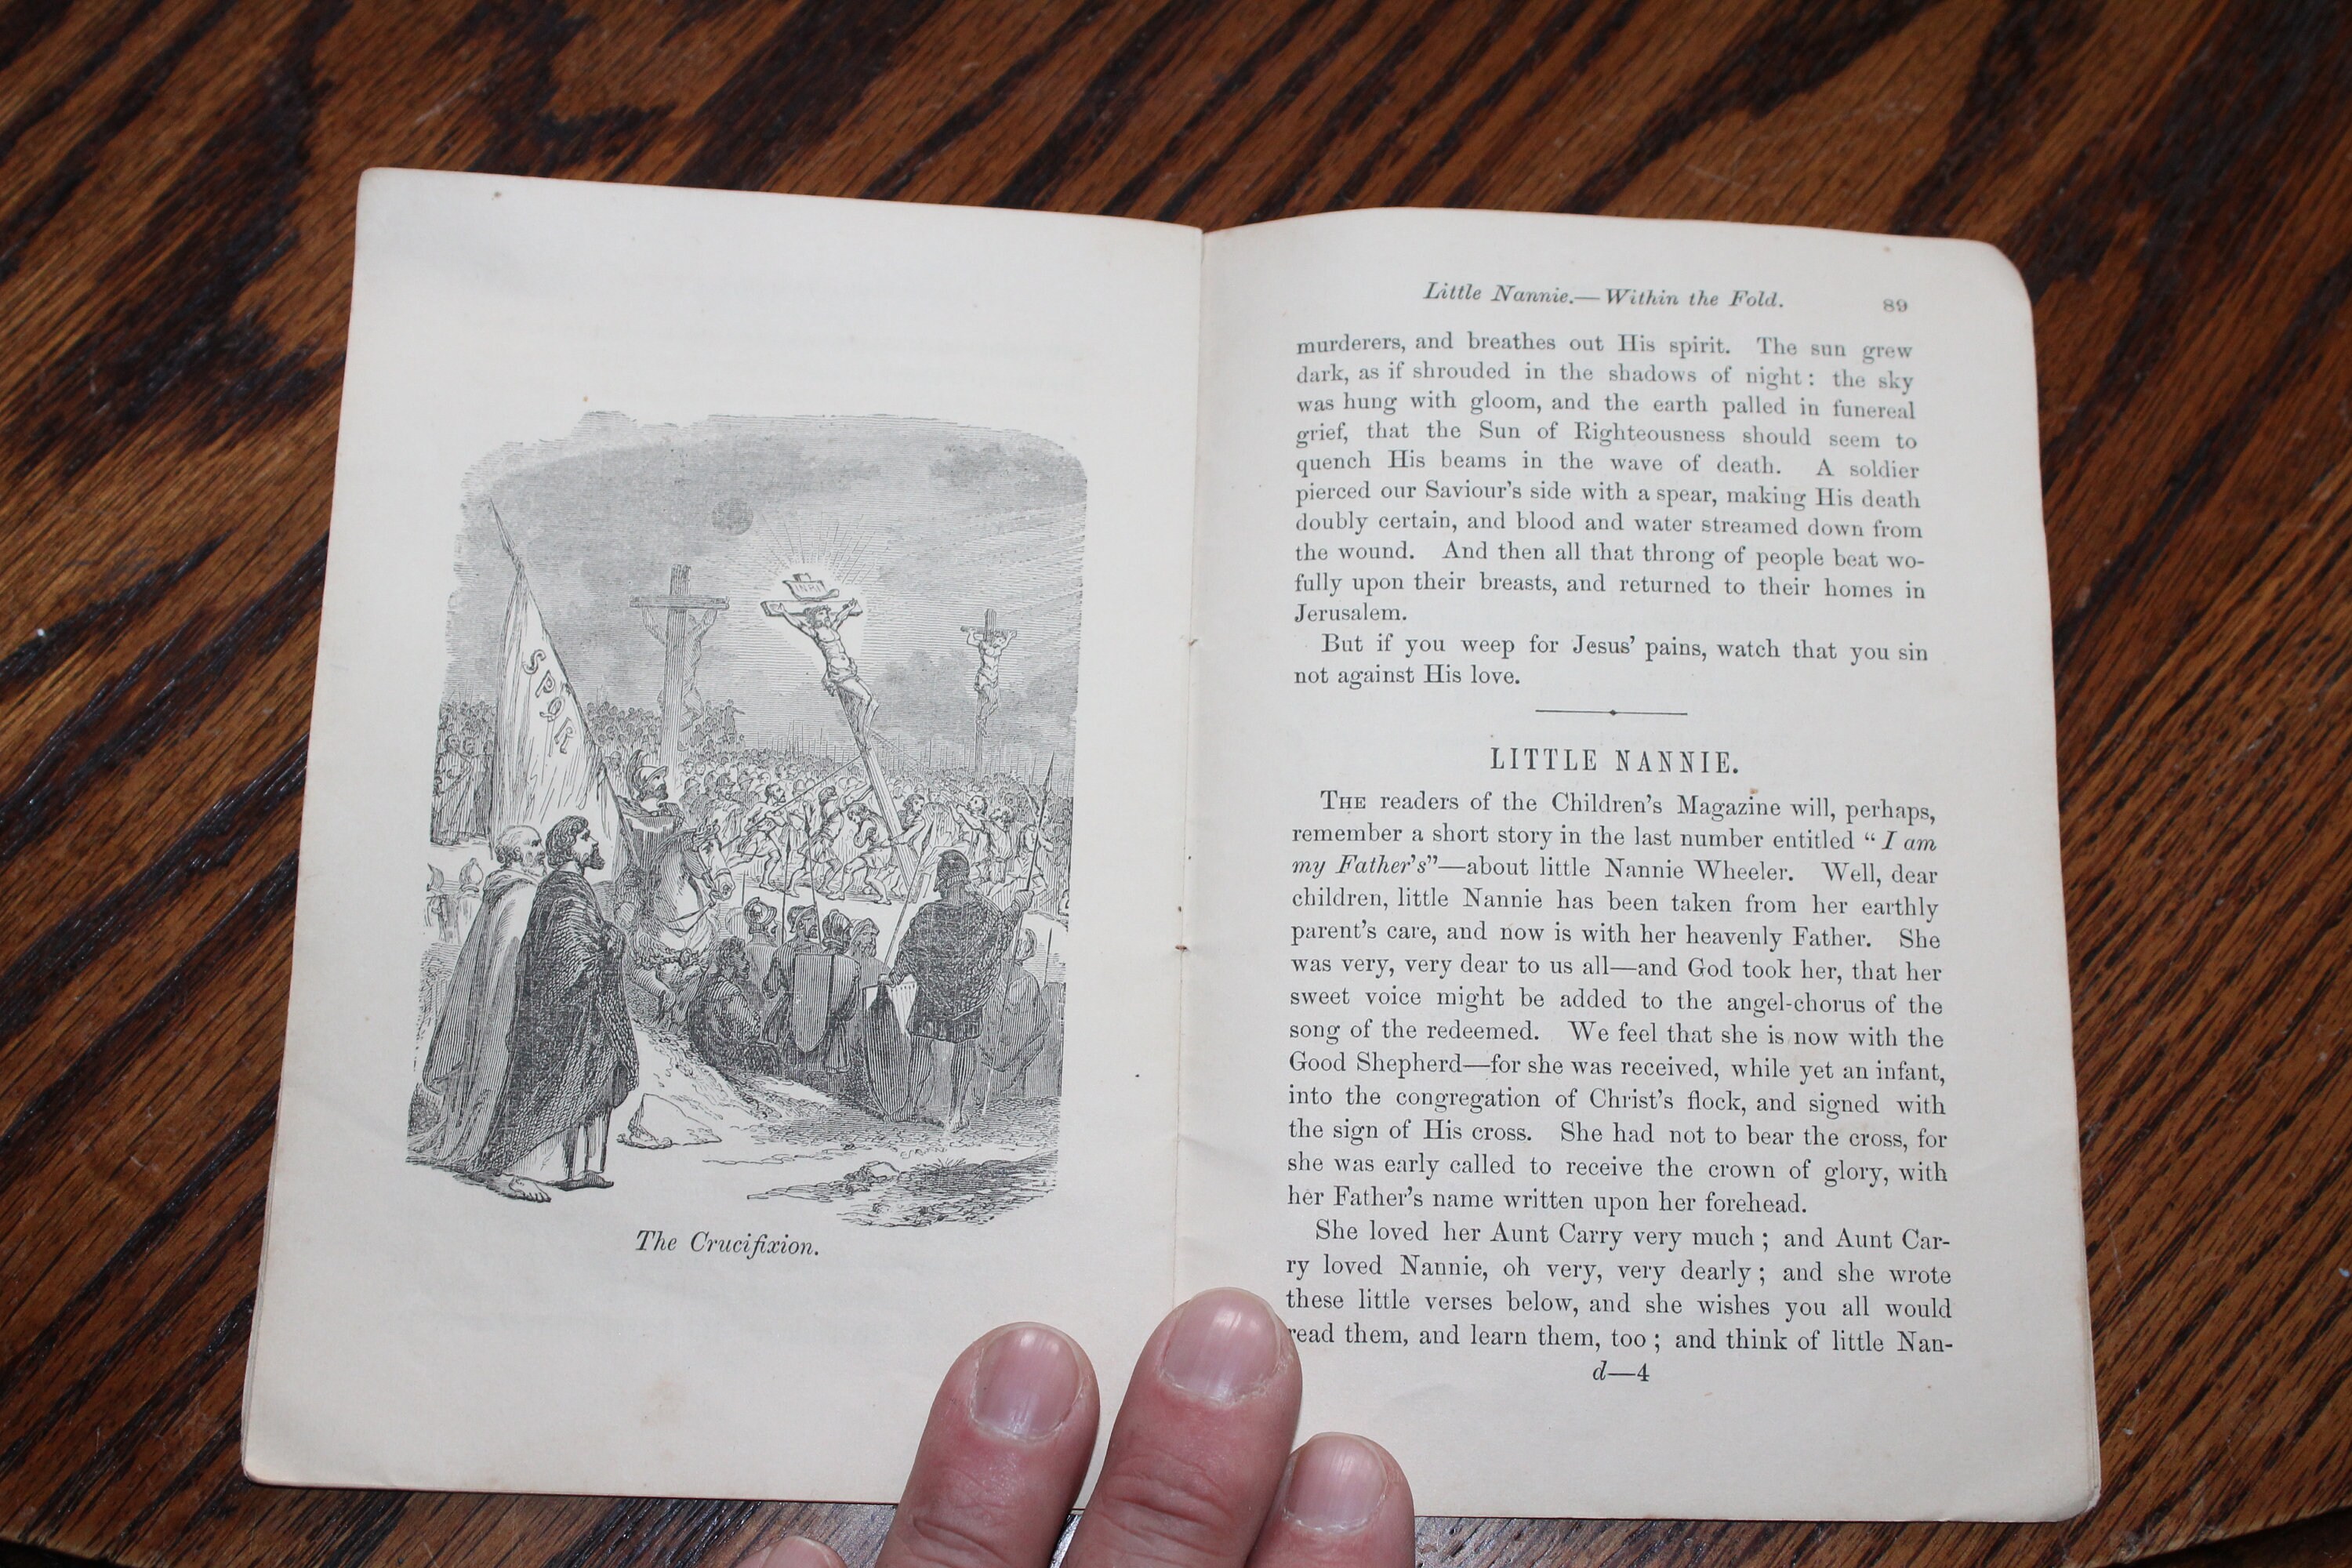 INRI
SPQR
The Crucifixion.
Little Nannie.—Within the Fold. 89
murderers, and breathes out His spirit. The sun grew
dark, as if shrouded in the shadows of night: the sky
was hung with gloom, and the earth palled in funereal
grief, that the Sun of Righteousness should seem to
quench His beams in the wave of death. A soldier
pierced our Saviour's side with a spear, making His death
doubly certain, and blood and water streamed down from
the wound. And then all that throng of people beat wo-
fully upon their breasts, and returned to their homes in
Jerusalem.
But if you weep for Jesus' pains, watch that you sin
not against His love.
LITTLE NANNIE.
THE readers of the Children's Magazine will, perhaps,
remember a short story in the last number entitled "I am
my Father's"—about little Nannie Wheeler. Well, dear
children, little Nannie has been taken from her earthly
parent's care, and now is with her heavenly Father. She
was very, very dear to us all—and God took her, that her
sweet voice might be added to the angel-chorus of the
song of the redeemed. We feel that she is now with the
Good Shepherd—for she was received, while yet an infant,
into the congregation of Christ's flock, and signed with
the sign of His cross. She had not to bear the cross, for
she was early called to receive the crown of glory, with
her Father's name written upon her forehead.
She loved her Aunt Carry very much; and Aunt Car-
ry loved Nannie, oh very, very dearly; and she wrote
these little verses below, and she wishes you all would
read them, and learn them, too; and think of little Nan-
d—4